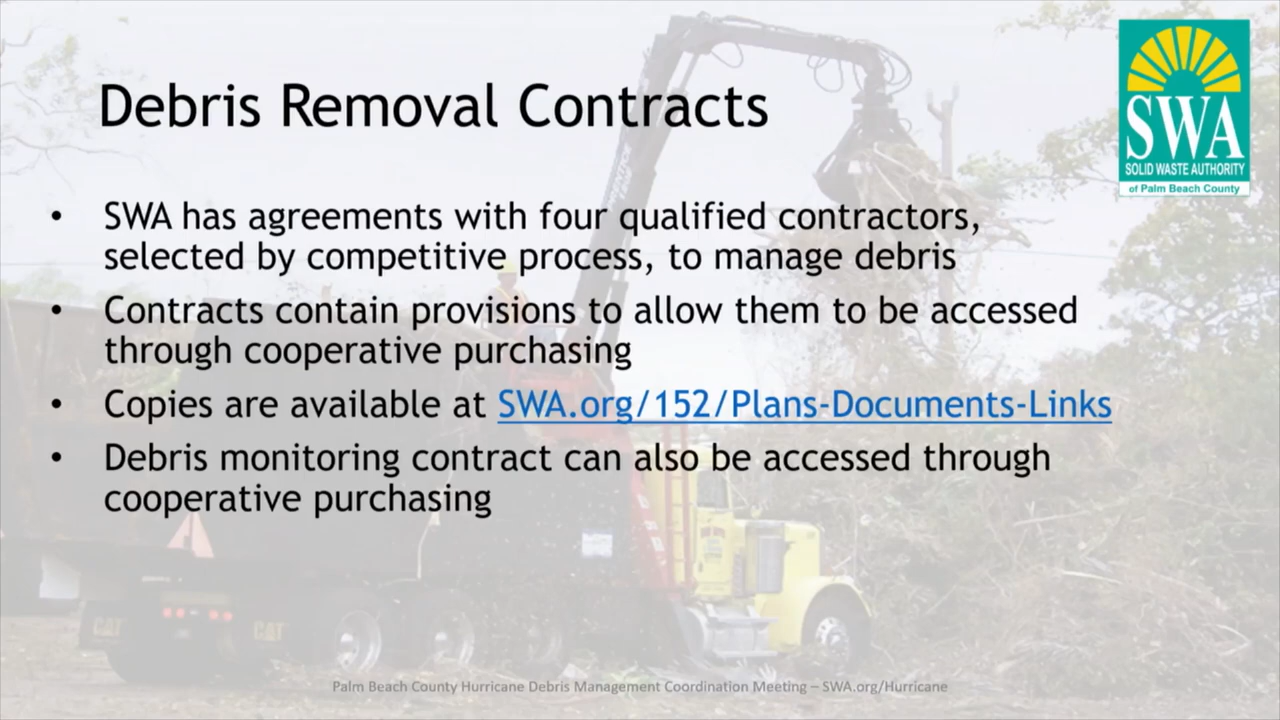 Debris Removal Contracts
SWA
SOLID WASTE AUTHORITY
of Palm Beach County
• SWA has agreements with four qualified contractors,
selected by competitive process, to manage debris
• Contracts contain provisions to allow them to be accessed
through cooperative purchasing
• Copies are available at SWA.org/152/Plans-Documents-Links
• Debris monitoring contract can also be accessed through
cooperative purchasing
CAT
CAT
Palm Beach County Hurricane Debris Management Coordination Meeting – SWA.org/Hurricane